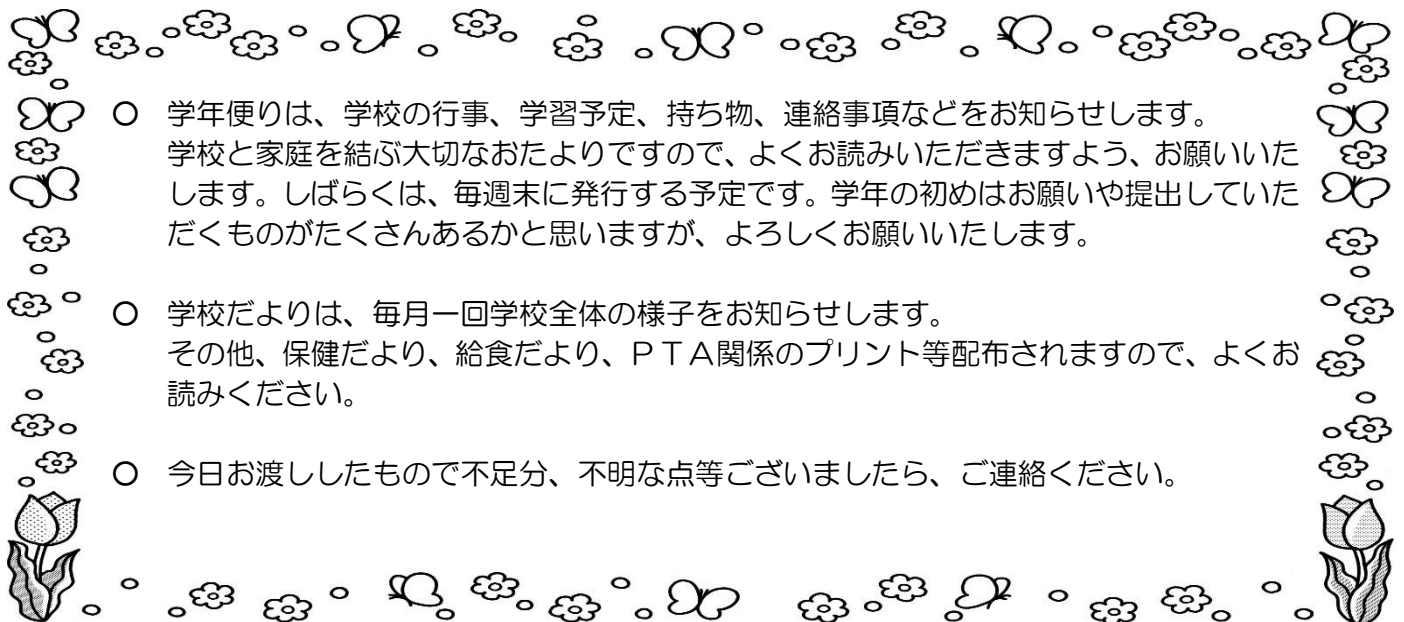 ○ 学年便りは、学校の行事、学習予定、持ち物、連絡事項などをお知らせします。
学校と家庭を結ぶ大切なおたよりですので、よくお読みいただきますよう、お願いいた
します。しばらくは、毎週末に発行する予定です。学年の初めはお願いや提出していた
だくものがたくさんあるかと思いますが、よろしくお願いいたします。
○ 学校だよりは、毎月一回学校全体の様子をお知らせします。
その他、保健だより、給食だより、ＰＴＡ関係のプリント等配布されますので、よくお
読みください。
○ 今日お渡ししたもので不足分、不明な点等ございましたら、ご連絡ください。